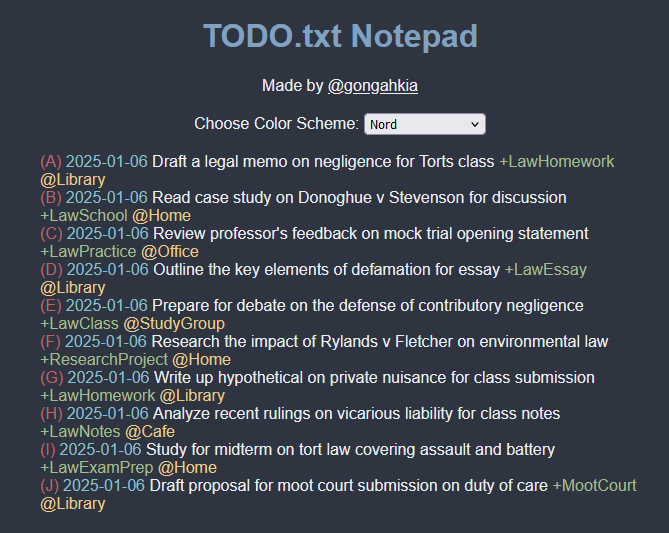 TODO.txt Notepad
Made by @gongahkia
Choose Color Scheme: Nord
(A) 2025-01-06 Draft a legal memo on negligence for Torts class +LawHomework
@Library
(B) 2025-01-06 Read case study on Donoghue v Stevenson for discussion
+LawSchool @Home
(C) 2025-01-06 Review professor's feedback on mock trial opening statement
+LawPractice @Office
(D) 2025-01-06 Outline the key elements of defamation for essay +LawEssay
@Library
(E) 2025-01-06 Prepare for debate on the defense of contributory negligence
+LawClass @StudyGroup
(F) 2025-01-06 Research the impact of Rylands v Fletcher on environmental law
+ResearchProject @Home
(G) 2025-01-06 Write up hypothetical on private nuisance for class submission
+LawHomework @Library
(H) 2025-01-06 Analyze recent rulings on vicarious liability for class notes
+LawNotes @Cafe
(I) 2025-01-06 Study for midterm on tort law covering assault and battery
+LawExamPrep @Home
(J) 2025-01-06 Draft proposal for moot court submission on duty of care +MootCourt
@Library